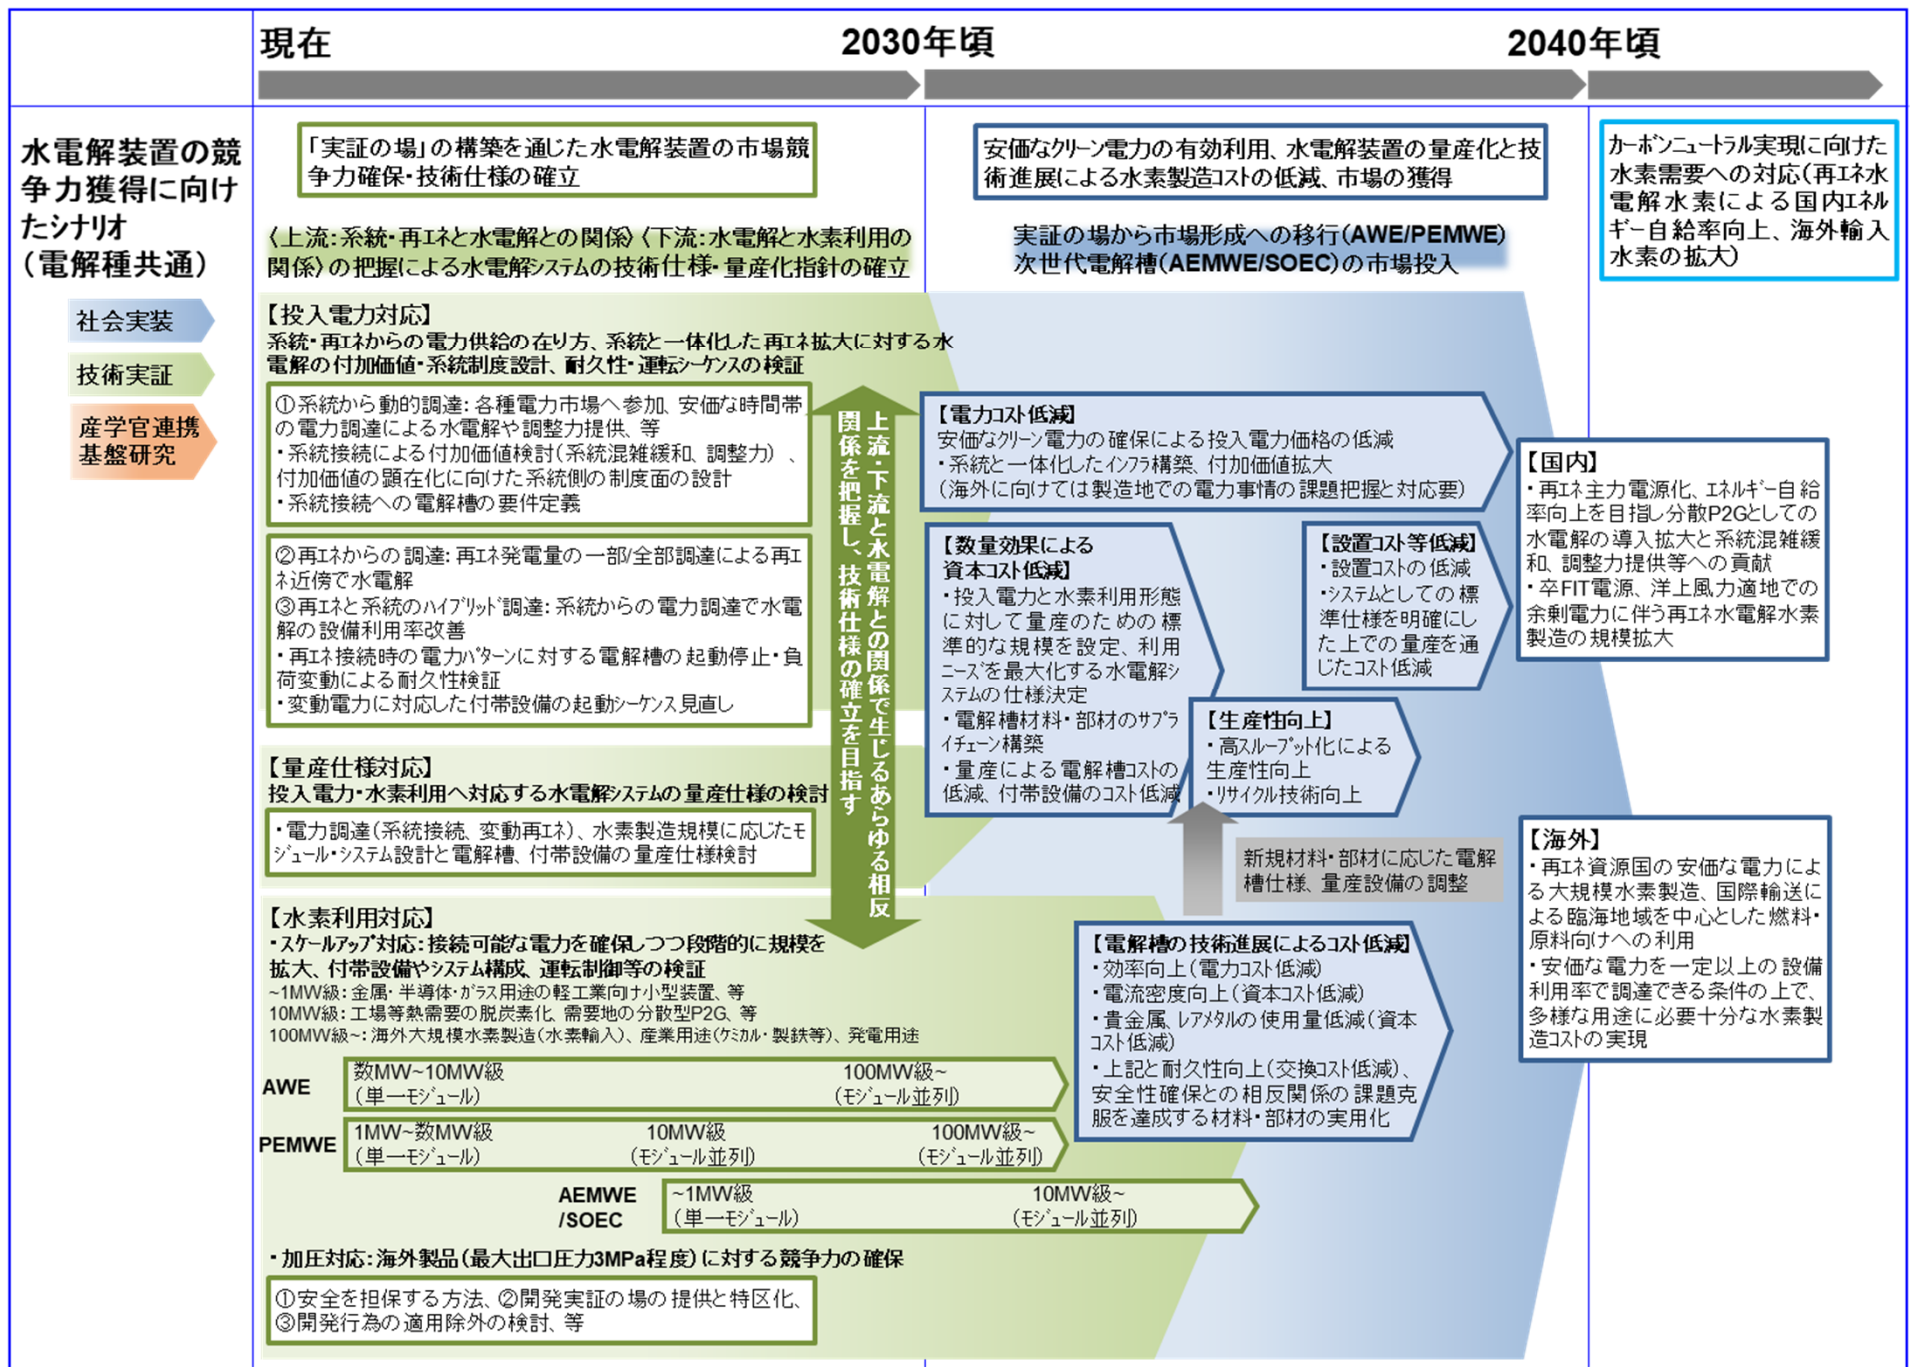 現在
2030年頃
2040年頃
水電解装置の競
争力獲得に向け
たシナリオ
（電解種共通）
社会実装
技術実証
産学官連携
基盤研究
「実証の場」の構築を通じた水電解装置の市場競
争力確保・技術仕様の確立
〈上流：系統・再エネと水電解との関係〉〈下流：水電解と水素利用の
関係〉の把握による水電解システムの技術仕様・量産化指針の確立
【投入電力対応】
系統・再エネからの電力供給の在り方、系統と一体化した再エネ拡大に対する水
電解の付加価値・系統制度設計、耐久性・運転シーケンスの検証
①系統から動的調達：各種電力市場へ参加、安価な時間帯
の電力調達による水電解や調整力提供、等
・系統接続による付加価値検討（系統混雑緩和、調整力）、
付加価値の顕在化に向けた系統側の制度面の設計
・系統接続への電解槽の要件定義
②再エネからの調達：再エネ発電量の一部/全部調達による再エ
ネ近傍で水電解
③再エネと系統のハイブリッド調達：系統からの電力調達で水電
解の設備利用率改善
・再エネ接続時の電力パターンに対する電解槽の起動停止・負
荷変動による耐久性検証
・変動電力に対応した付帯設備の起動シーケンス見直し
【量産仕様対応】
投入電力・水素利用へ対応する水電解システムの量産仕様の検討
・電力調達（系統接続、変動再エネ）、水素製造規模に応じたモ
ジュール・システム設計と電解槽、付帯設備の量産仕様検討
上流・下流と水電解との関係で生じるあらゆる相反
関係を把握し、技術仕様の確立を目指す
【水素利用対応】
・スケールアップ対応：接続可能な電力を確保しつつ段階的に規模を
拡大、付帯設備やシステム構成、運転制御等の検証
~1MW級：金属・半導体・ガラス用途の軽工業向け小型装置、等
10MW級：工場等熱需要の脱炭素化、需要地の分散型P2G、等
100MW級~：海外大規模水素製造（水素輸入）、産業用途（ケミカル・製鉄等）、発電用途
AWE
数MW~10MW級
（単一モジュール）
100MW級~
（モジュール並列）
PEMWE
1MW~数MW級
（単一モジュール）
10MW級
（モジュール並列）
100MW級~
（モジュール並列）
AEMWE
/SOEC
~1MW級
（単一モジュール）
10MW級~
（モジュール並列）
・加圧対応：海外製品（最大出口圧力3MPa程度）に対する競争力の確保
①安全を担保する方法、②開発実証の場の提供と特区化、
③開発行為の適用除外の検討、等
安価なクリーン電力の有効利用、水電解装置の量産化と技
術進展による水素製造コストの低減、市場の獲得
実証の場から市場形成への移行（AWE/PEMWE）
次世代電解槽（AEMWE/SOEC）の市場投入
【電力コスト低減】
安価なクリーン電力の確保による投入電力価格の低減
・系統と一体化したインフラ構築、付加価値拡大
（海外に向けては製造地での電力事情の課題把握と対応要）
【数量効果による
資本コスト低減】
・投入電力と水素利用形態
に対して量産のための標
準的な規模を設定、利用
ニーズを最大化する水電解シ
ステムの仕様決定
・電解槽材料・部材のサプラ
イチェーン構築
・量産による電解槽コストの
低減、付帯設備のコスト低減
【設置コスト等低減】
・設置コストの低減
・システムとしての標
準仕様を明確にし
た上での量産を通
じたコスト低減
【生産性向上】
・高スループット化による
生産性向上
・リサイクル技術向上
新規材料・部材に応じた電解
槽仕様、量産設備の調整
【電解槽の技術進展によるコスト低減】
・効率向上（電力コスト低減）
・電流密度向上（資本コスト低減）
・貴金属、レアメタルの使用量低減（資本
コスト低減）
・上記と耐久性向上（交換コスト低減）、
安全性確保との相反関係の課題克
服を達成する材料・部材の実用化
カーボンニュートラル実現に向けた
水素需要への対応（再エネ水
電解水素による国内エネル
ギー自給率向上、海外輸入
水素の拡大）
【国内】
・再エネ主力電源化、エネルギー自給
率向上を目指し分散P2Gとしての
水電解の導入拡大と系統混雑緩
和、調整力提供等への貢献
・卒FIT電源、洋上風力適地での
余剰電力に伴う再エネ水電解水素
製造の規模拡大
【海外】
・再エネ資源国の安価な電力によ
る大規模水素製造、国際輸送に
よる臨海地域を中心とした燃料・
原料向けへの利用
・安価な電力を一定以上の設備
利用率で調達できる条件の上で、
多様な用途に必要十分な水素製
造コストの実現